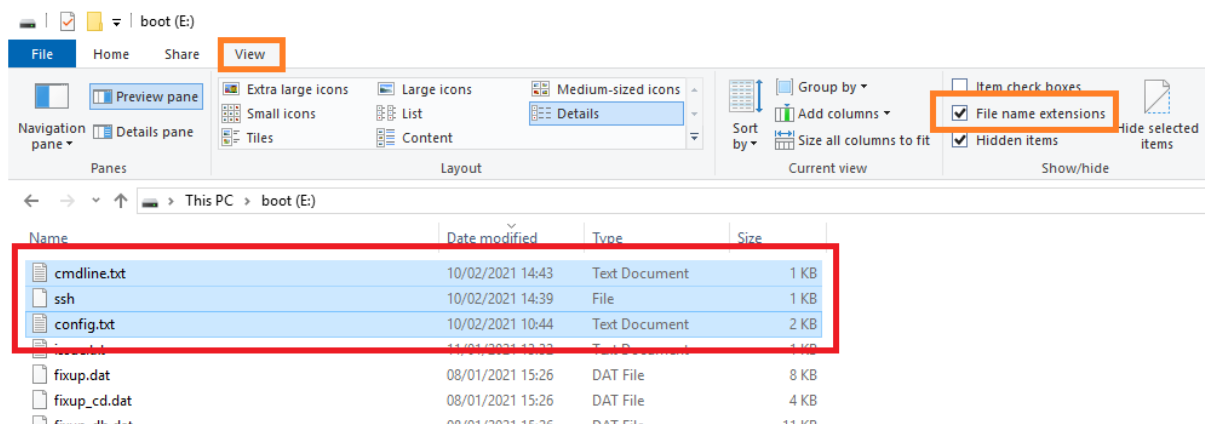 boot (E:)
File Home Share View
Preview pane Extra large icons Large icons Medium-sized icons Group by Item check boxes
Small icons List Details Add columns File name extensions
Navigation pane Details pane Tiles Content Sort by Size all columns to fit Hidden items Hide selected items
Panes Layout Current view Show/hide
This PC > boot (E:)
Name Date modified Type Size
cmdline.txt 10/02/2021 14:43 Text Document 1 KB
ssh 10/02/2021 14:39 File 1 KB
config.txt 10/02/2021 10:44 Text Document 2 KB
fixup.dat 08/01/2021 15:26 DAT File 8 KB
fixup_cd.dat 08/01/2021 15:26 DAT File 4 KB